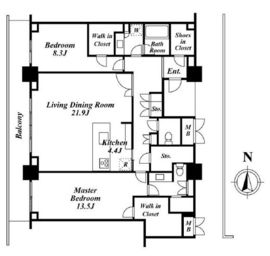 Walk in
Closet
W
Bath
Room
Shoes
in
Closet
Bedroom
8.3J
Ent.
Living Dining Room
21.9J
Sto.
M
B
Balcony
Kitchen
4.4J
R
Sto.
N
Master
Bedroom
13.5J
Walk in
Closet
M
B